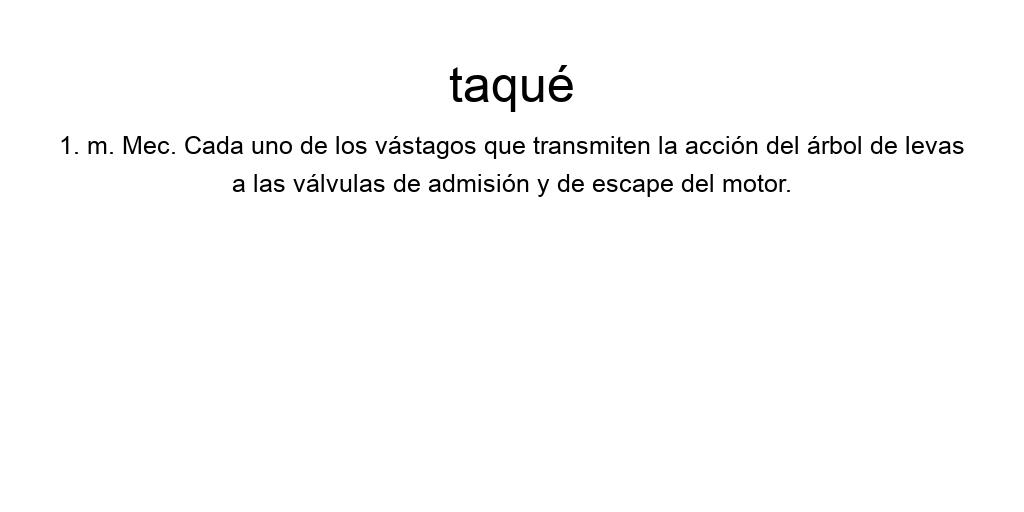 taqué
1. m. Mec. Cada uno de los vástagos que transmiten la acción del árbol de levas
a las válvulas de admisión y de escape del motor.